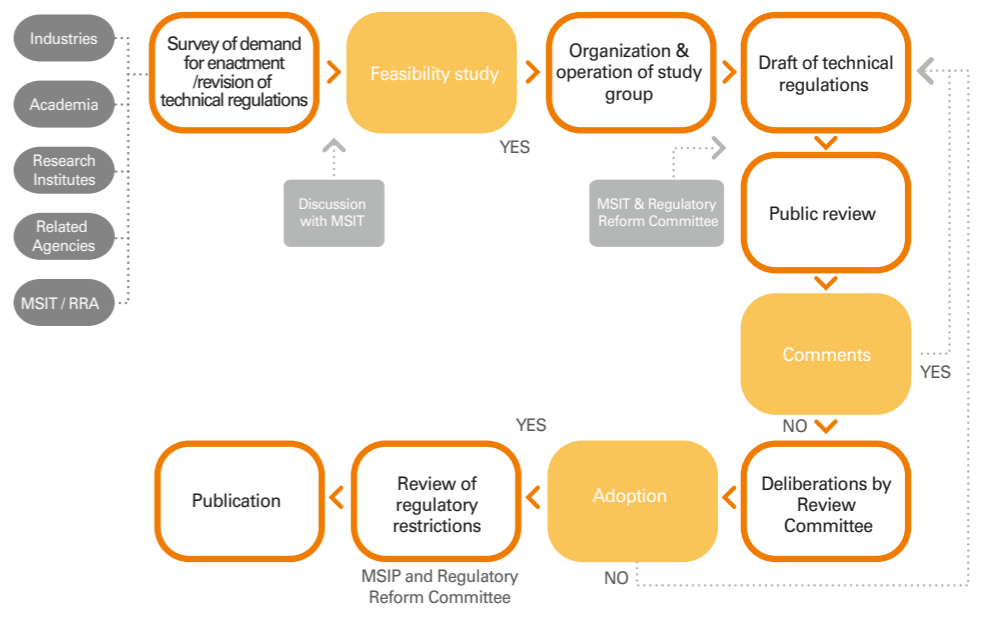 Industries
Academia
Research
Institutes
Related
Agencies
MSIT / RRA
Survey of demand
for enactment
/revision of
technical regulations
Feasibility study
YES
Organization &
operation of study
group
Draft of technical
regulations
Discussion
with MSIT
MSIT & Regulatory
Reform Committee
Public review
Comments
YES
NO
Deliberations by
Review
Committee
Adoption
YES
NO
Review of
regulatory
restrictions
MSIP and Regulatory
Reform Committee
Publication